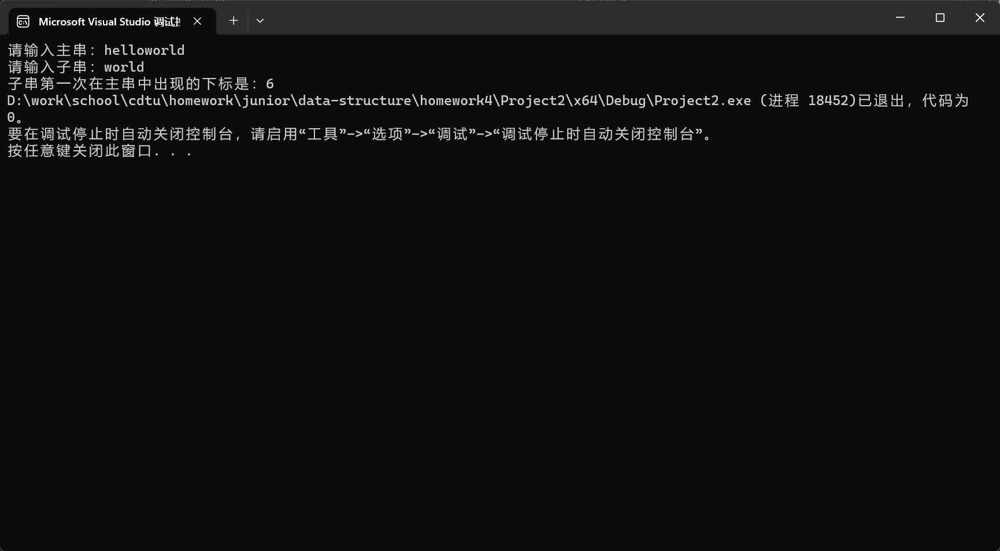 Microsoft Visual Studio 调试
请输入主串：helloworld
请输入子串：world
子串第一次在主串中出现的下标是：6
D:\work\school\cdtu\homework\junior\data-structure\homework4\Project2\x64\Debug\Project2.exe (进程 18452)已退出，代码为
0。
要在调试停止时自动关闭控制台，请启用“工具”->“选项”->“调试”->“调试停止时自动关闭控制台”。
按任意键关闭此窗口. . .